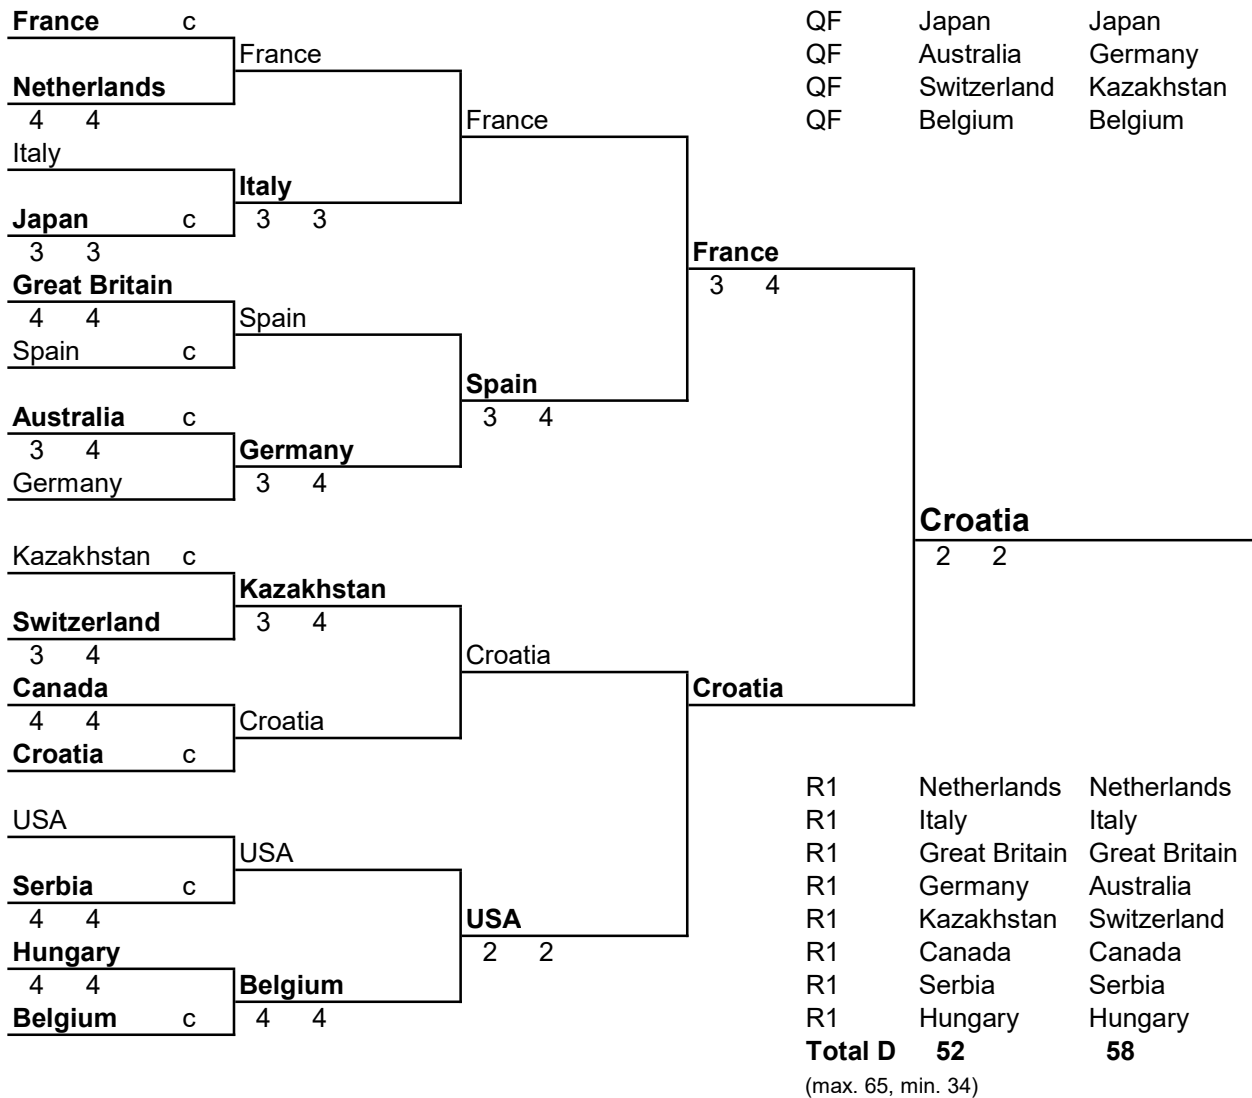 France c QF Japan Japan
France QF Australia Germany
Netherlands QF Switzerland Kazakhstan
4 4 France QF Belgium Belgium
Italy
Italy
Japan c 3 3
3 3 France
Great Britain 3 4
4 4 Spain
Spain c
Spain
Australia c 3 4
3 4 Germany
Germany 3 4
Croatia
Kazakhstan c 2 2
Kazakhstan
Switzerland 3 4
3 4 Croatia
Canada Croatia
4 4 Croatia
Croatia c
R1 Netherlands Netherlands
USA R1 Italy Italy
USA R1 Great Britain Great Britain
Serbia c R1 Germany Australia
4 4 USA R1 Kazakhstan Switzerland
Hungary 2 2 R1 Canada Canada
4 4 Belgium R1 Serbia Serbia
Belgium c 4 4 R1 Hungary Hungary
Total D 52 58
(max. 65, min. 34)